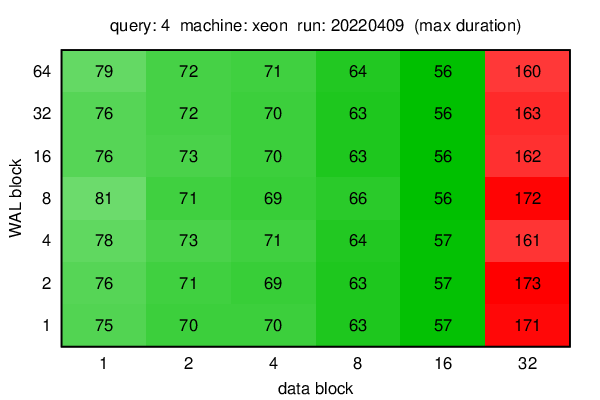 query: 4 machine: xeon run: 20220409 (max duration)
WAL block
64 79 72 71 64 56 160
32 76 72 70 63 56 163
16 76 73 70 63 56 162
8 81 71 69 66 56 172
4 78 73 71 64 57 161
2 76 71 69 63 57 173
1 75 70 70 63 57 171
1 2 4 8 16 32
data block